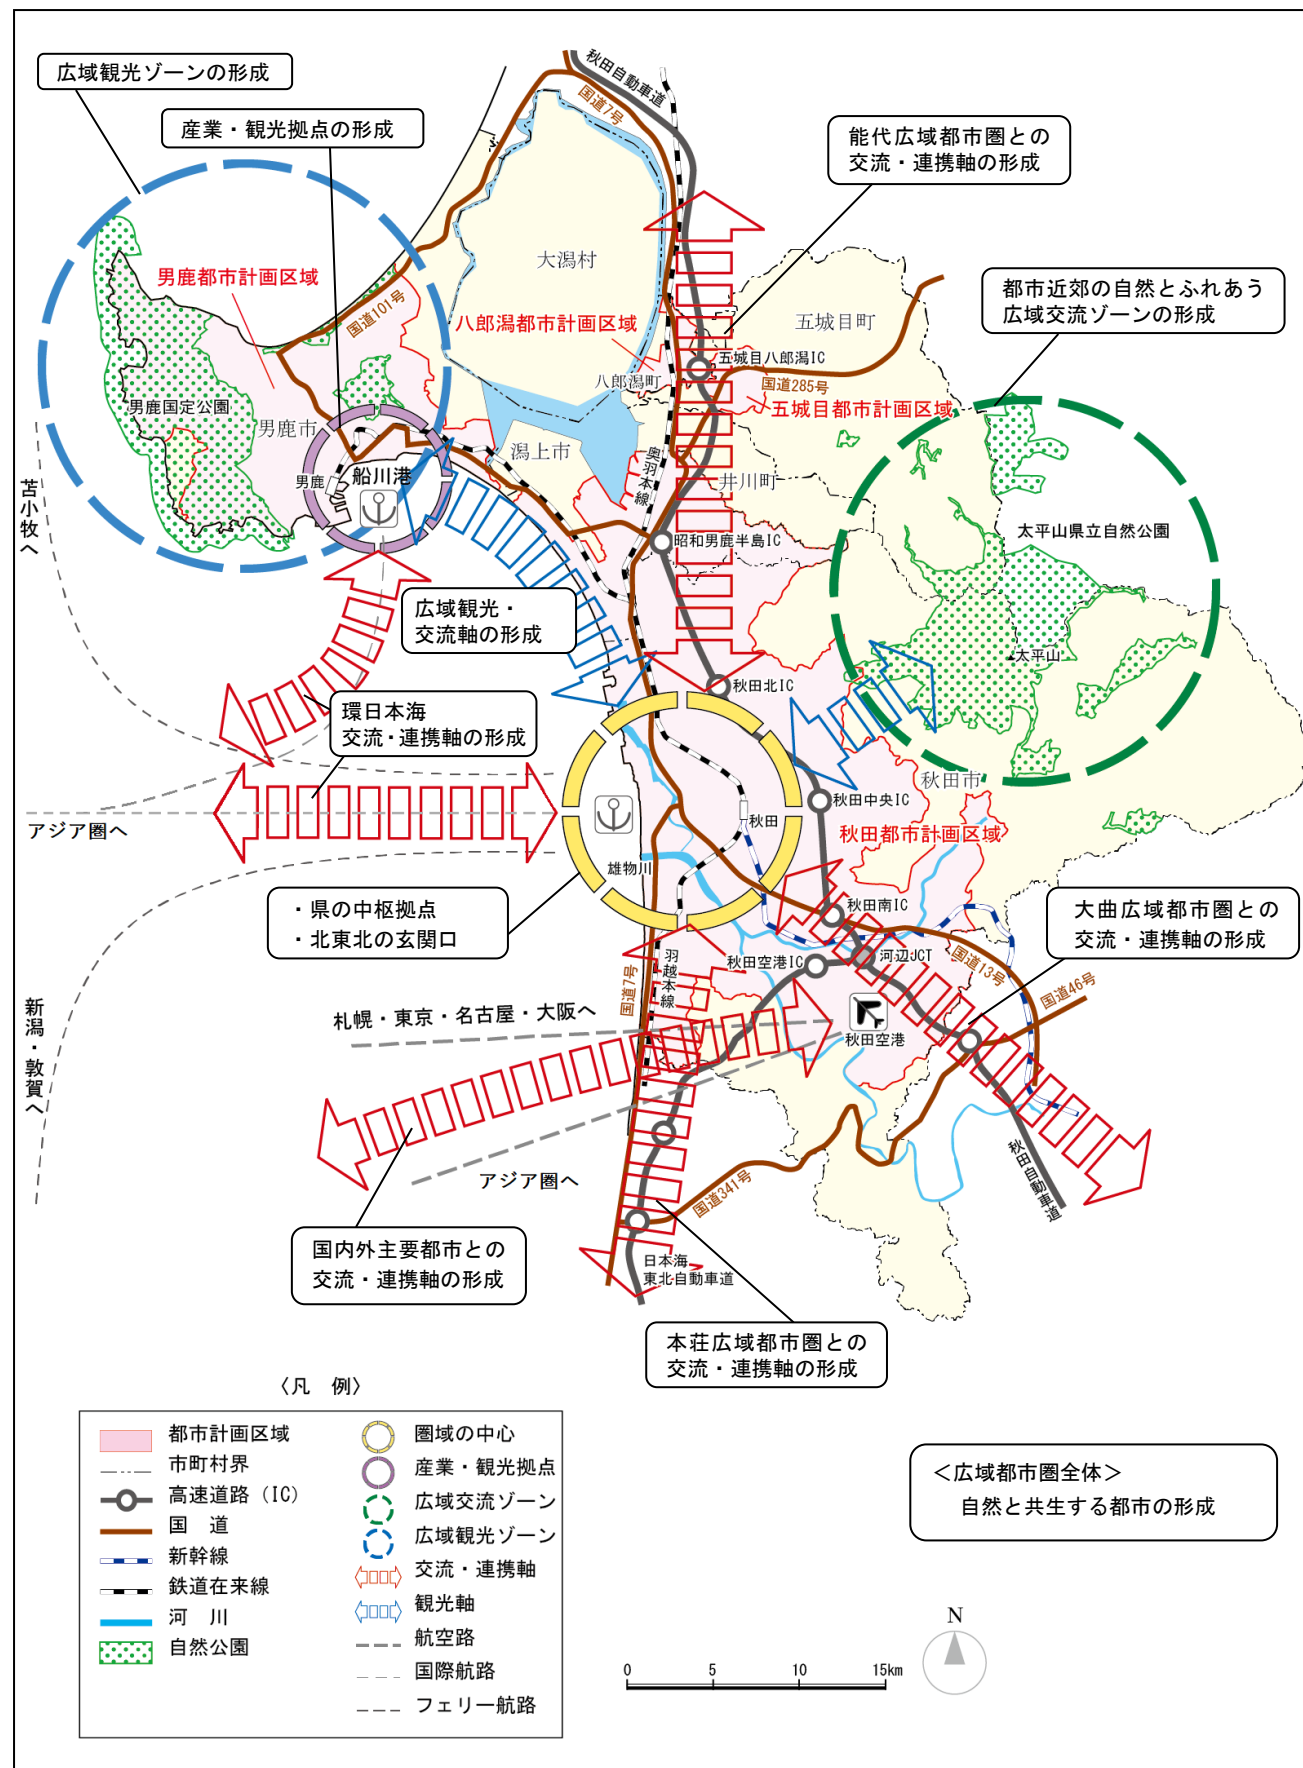 広域観光ゾーンの形成
産業・観光拠点の形成
秋田自動車道
国道7号
能代広域都市圏との
交流・連携軸の形成
都市近郊の自然とふれあう
広域交流ゾーンの形成
大潟村
男鹿都市計画区域
国道101号
八郎潟都市計画区域
五城目町
五城目八郎潟IC
八郎潟町
国道285号
五城目都市計画区域
男鹿国定公園
男鹿市
潟上市
奥羽本線
井川町
男鹿
船川港
苫小牧へ
昭和男鹿半島IC
太平山県立自然公園
太平山
広域観光・
交流軸の形成
秋田北IC
環日本海
交流・連携軸の形成
秋田市
秋田中央IC
アジア圏へ
秋田
秋田都市計画区域
雄物川
・県の中枢拠点
・北東北の玄関口
秋田南IC
大曲広域都市圏との
交流・連携軸の形成
羽越本線
秋田空港IC
河辺JCT
国道13号
国道46号
国道7号
新潟・敦賀へ
札幌・東京・名古屋・大阪へ
秋田空港
アジア圏へ
秋田自動車道
国道341号
国内外主要都市との
交流・連携軸の形成
日本海
東北自動車道
本荘広域都市圏との
交流・連携軸の形成
〈凡 例〉
都市計画区域
市町村界
高速道路（IC）
国 道
新幹線
鉄道在来線
河 川
自然公園
圏域の中心
産業・観光拠点
広域交流ゾーン
広域観光ゾーン
交流・連携軸
観光軸
航空路
国際航路
フェリー航路
＜広域都市圏全体＞
自然と共生する都市の形成
N
0 5 10 15km